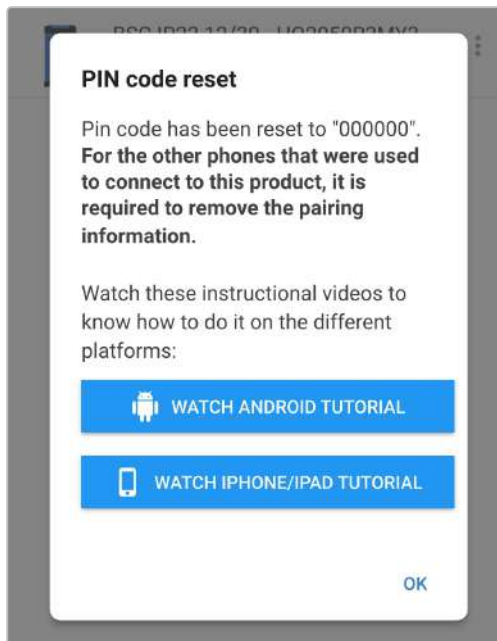 PIN code reset
Pin code has been reset to "000000".
For the other phones that were used
to connect to this product, it is
required to remove the pairing
information.
Watch these instructional videos to
know how to do it on the different
platforms:
WATCH ANDROID TUTORIAL
WATCH IPHONE/IPAD TUTORIAL
OK